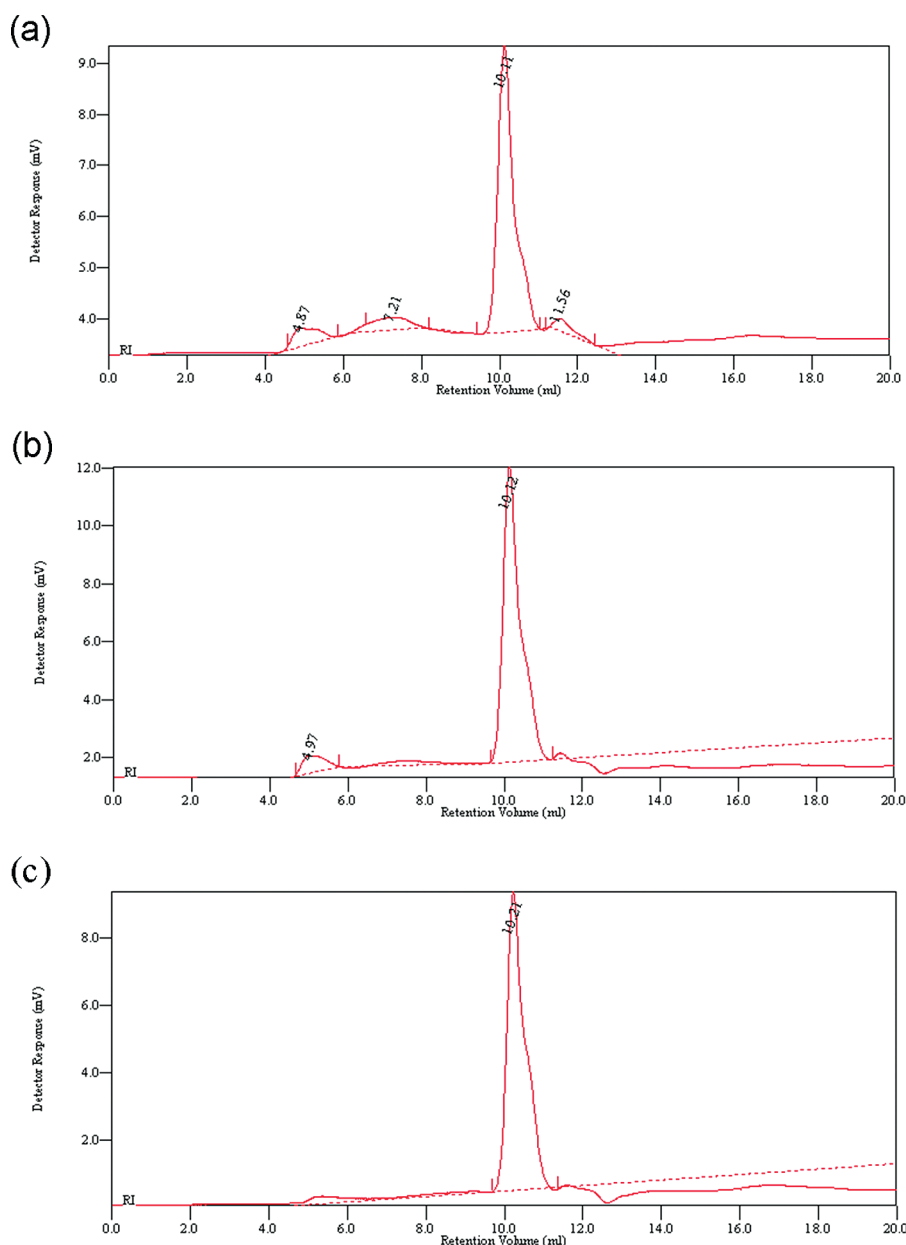 (a)
9.0
8.0
7.0
6.0
5.0
4.0
Detector Response (mV)
10.11
4.87
7.21
11.56
RI
0.0 2.0 4.0 6.0 8.0 10.0 12.0 14.0 16.0 18.0 20.0
Retention Volume (ml)
(b)
12.0
10.0
8.0
6.0
4.0
2.0
Detector Response (mV)
10.12
4.97
RI
0.0 2.0 4.0 6.0 8.0 10.0 12.0 14.0 16.0 18.0 20.0
Retention Volume (ml)
(c)
8.0
6.0
4.0
2.0
Detector Response (mV)
10.21
RI
0.0 2.0 4.0 6.0 8.0 10.0 12.0 14.0 16.0 18.0 20.0
Retention Volume (ml)